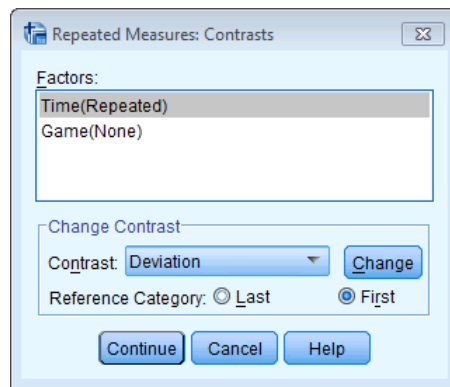 Repeated Measures: Contrasts
Factors:
Time(Repeated)
Game(None)
Change Contrast
Contrast: Deviation Change
Reference Category: Last First
Continue Cancel Help